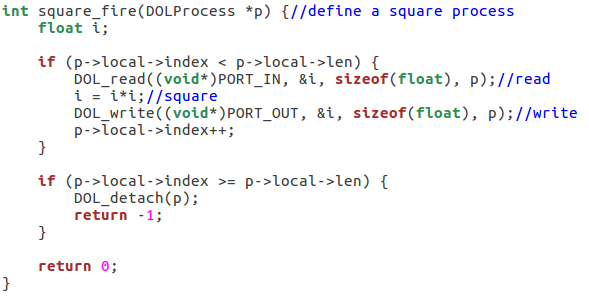 int square_fire(DOLProcess *p) {//define a square process
    float i;

    if (p->local->index < p->local->len) {
        DOL_read((void*)PORT_IN, &i, sizeof(float), p);//read
        i = i*i;//square
        DOL_write((void*)PORT_OUT, &i, sizeof(float), p);//write
        p->local->index++;
    }

    if (p->local->index >= p->local->len) {
        DOL_detach(p);
        return -1;
    }

    return 0;
}